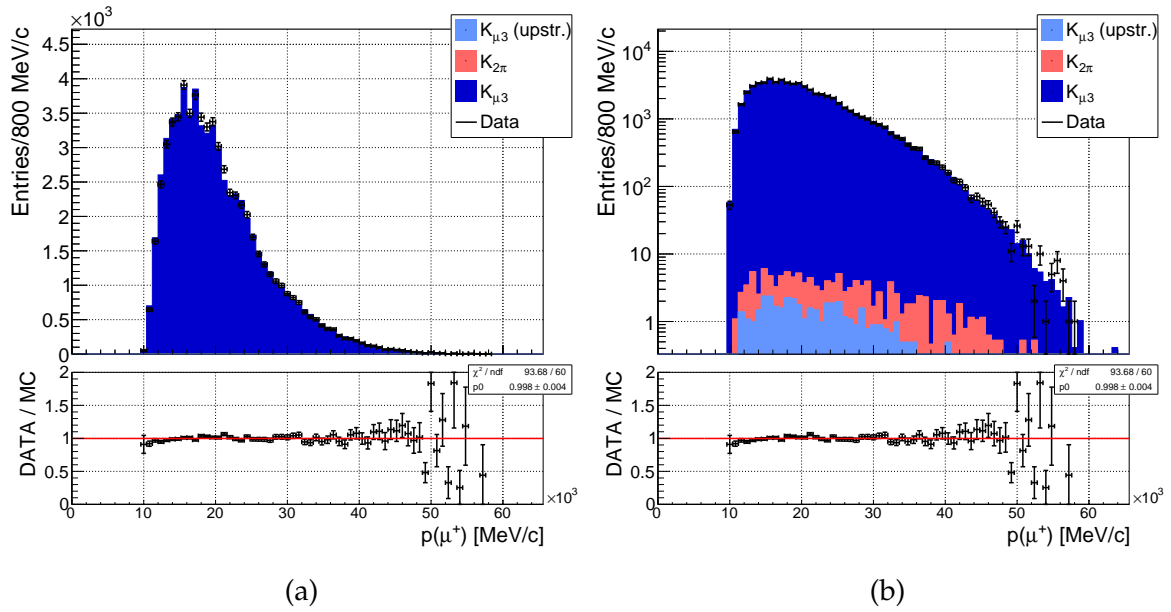 ×10³
Entries/800 MeV/c
4.5
4
3.5
3
2.5
2
1.5
1
0.5
0
K_μ3 (upstr.)
K_2π
K_μ3
Data
DATA / MC
2
1.5
1
0.5
0
χ² / ndf 93.68 / 60
p0 0.998 ± 0.004
0 10 20 30 40 50 60
×10³
p(μ⁺) [MeV/c]
(a)
Entries/800 MeV/c
10⁴
10³
10²
10
1
K_μ3 (upstr.)
K_2π
K_μ3
Data
DATA / MC
2
1.5
1
0.5
0
χ² / ndf 93.68 / 60
p0 0.998 ± 0.004
0 10 20 30 40 50 60
×10³
p(μ⁺) [MeV/c]
(b)